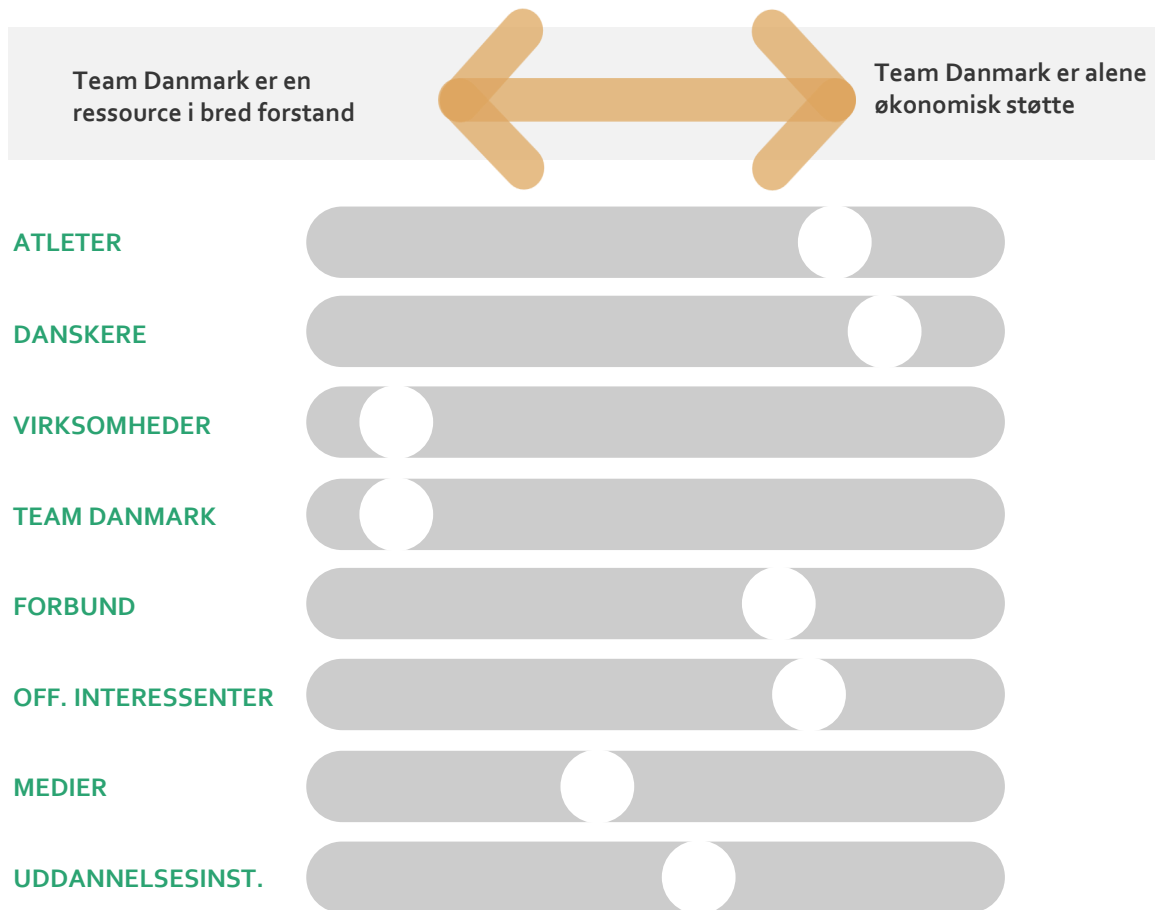 Team Danmark er en
ressource i bred forstand
Team Danmark er alene
økonomisk støtte
ATLETER
DANSKERE
VIRKSOMHEDER
TEAM DANMARK
FORBUND
OFF. INTERESSENTER
MEDIER
UDDANNELSESINST.